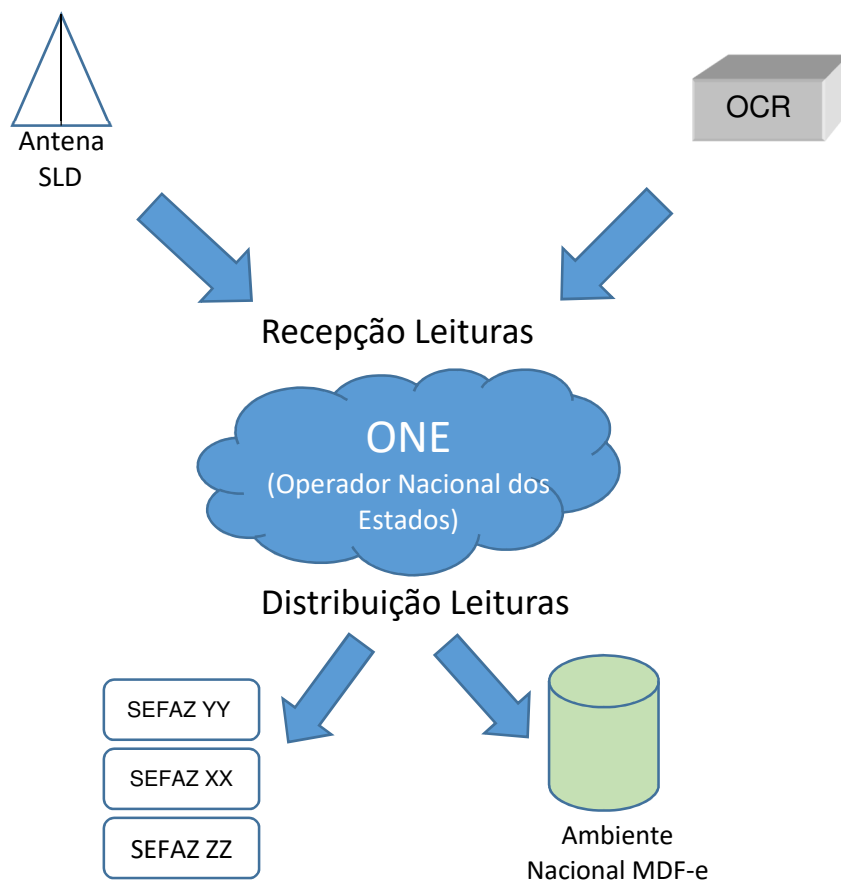 Antena
SLD
OCR
Recepção Leituras
ONE
(Operador Nacional dos
Estados)
Distribuição Leituras
SEFAZ YY
SEFAZ XX
SEFAZ ZZ
Ambiente
Nacional MDF-e